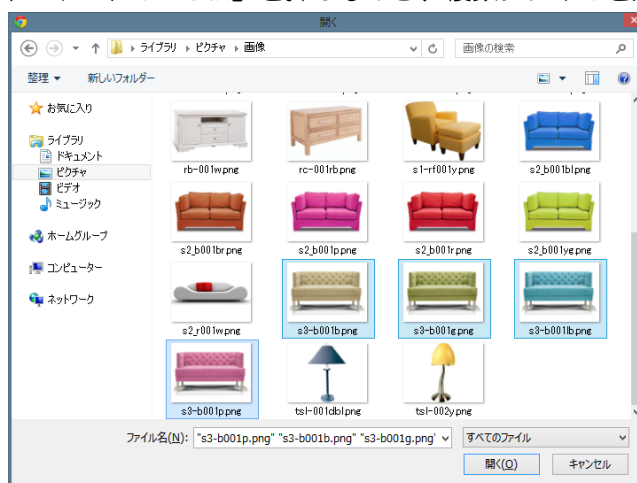 開く
ライブラリ ▸ ピクチャ ▸ 画像
画像の検索
整理 ▼ 新しいフォルダー
お気に入り
ライブラリ
ドキュメント
ピクチャ
ビデオ
ミュージック
ホームグループ
コンピューター
ネットワーク
rb-001w.png
rc-001rb.png
s1-rf001y.png
s2_b001bl.png
s2_b001br.png
s2_b001p.png
s2_b001r.png
s2_b001ye.png
s2_r001w.png
s3-b001b.png
s3-b001g.png
s3-b001lb.png
s3-b001p.png
tsl-001dbl.png
tsl-002y.png
ファイル名(N): "s3-b001p.png" "s3-b001b.png" "s3-b001g.png"
すべてのファイル
開く(O) キャンセル